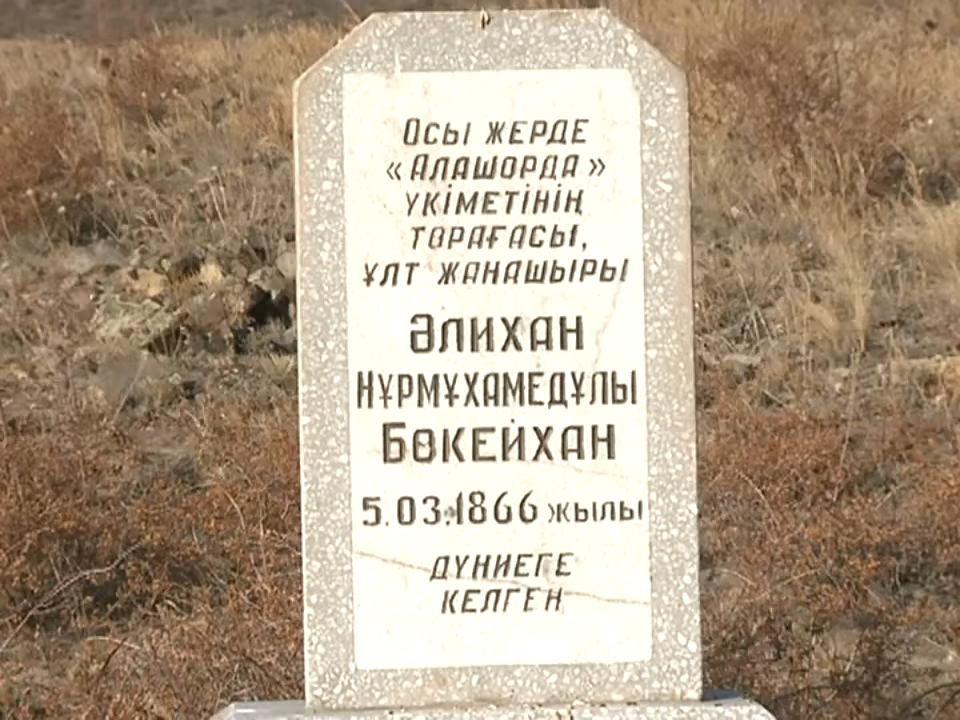 Осы жерде
«Алашорда»
үкіметінің
төрағасы,
ұлт жанашыры
Әлихан
Нұрмұхамедұлы
Бөкейхан
5.03.1866 жылы
дүниеге
келген